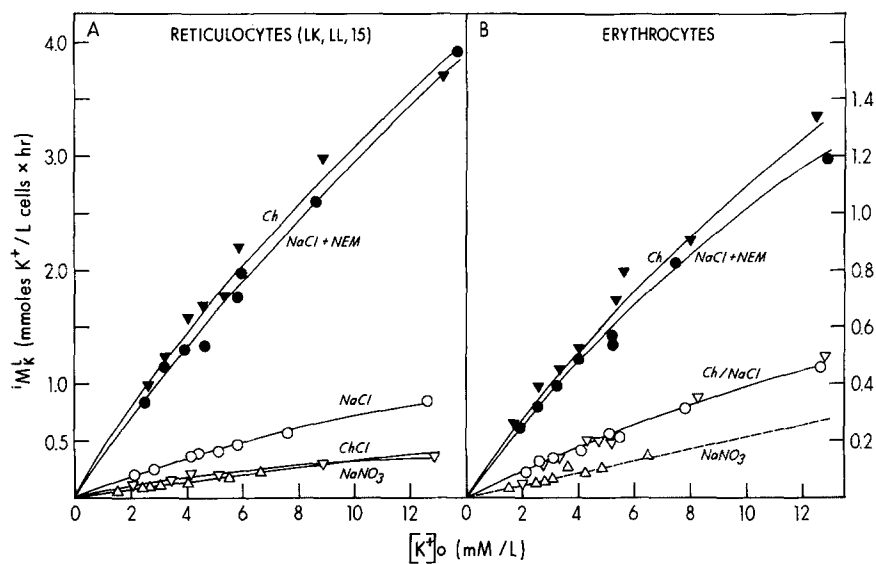 A
RETICULOCYTES (LK, LL, 15)
B
ERYTHROCYTES
4.0
3.0
2.0
1.0
0.5
0
1.4
1.2
1.0
0.8
0.6
0.4
0.2
iMLK (mmoles K+/L cells × hr)
Ch
NaCl + NEM
NaCl
ChCl
NaNO3
Ch
NaCl + NEM
Ch/NaCl
NaNO3
0 2 4 6 8 10 12
0 2 4 6 8 10 12
[K+]o (mM/L)